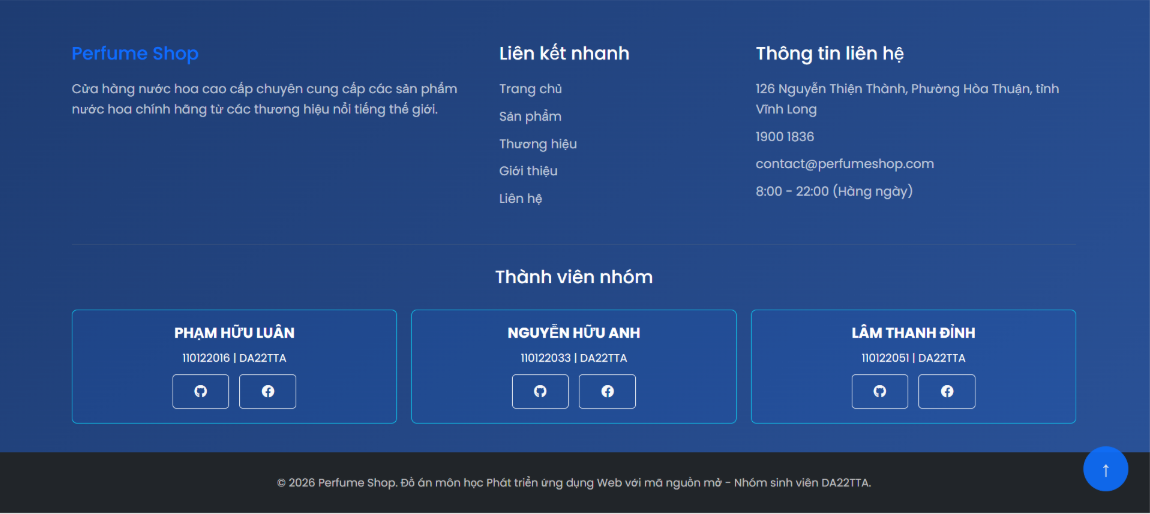 Perfume Shop
Cửa hàng nước hoa cao cấp chuyên cung cấp các sản phẩm
nước hoa chính hãng từ các thương hiệu nổi tiếng thế giới.
Liên kết nhanh
Trang chủ
Sản phẩm
Thương hiệu
Giới thiệu
Liên hệ
Thông tin liên hệ
126 Nguyễn Thiện Thành, Phường Hòa Thuận, tỉnh
Vĩnh Long
1900 1836
contact@perfumeshop.com
8:00 - 22:00 (Hàng ngày)
Thành viên nhóm
PHẠM HỮU LUÂN
110122016 | DA22TTA
NGUYỄN HỮU ANH
110122033 | DA22TTA
LÂM THANH ĐỈNH
110122051 | DA22TTA
© 2026 Perfume Shop. Đồ án môn học Phát triển ứng dụng Web với mã nguồn mở - Nhóm sinh viên DA22TTA.
↑